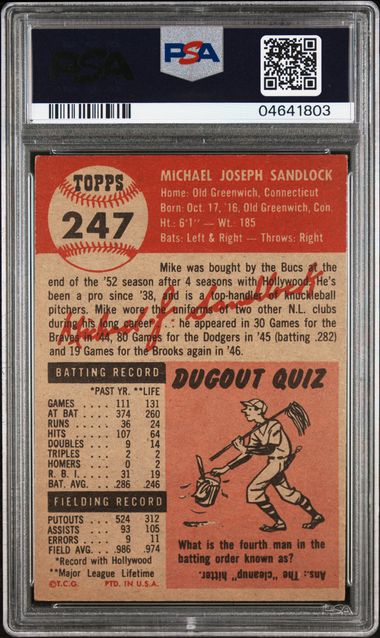 PSA
PSA
04641803
TOPPS
247
MICHAEL JOSEPH SANDLOCK
Home: Old Greenwich, Connecticut
Born: Oct. 17, '16, Old Greenwich, Con.
Ht.: 6'1" — Wt.: 185
Bats: Left & Right — Throws: Right
Mike was bought by the Bucs at the
end of the '52 season after 4 seasons with Hollywood. He's
been a pro since '38, and is a top-hand at knuckleball
pitchers. Mike wore the uniforms of two other N.L. clubs
during his long career . . . he appeared in 30 Games for the
Braves in '44, 80 Games for the Dodgers in '45 (batting .282)
and 19 Games for the Brooks again in '46.
Michael J. Sandlock
BATTING RECORD
*PAST YR. **LIFE
GAMES 111 131
AT BAT 374 260
RUNS 36 24
HITS 107 64
DOUBLES 9 14
TRIPLES 2 2
HOMERS 0 2
R. B. I. 31 19
BAT. AVG. .286 .246
FIELDING RECORD
PUTOUTS 524 312
ASSISTS 93 105
ERRORS 9 11
FIELD AVG. .986 .974
*Record with Hollywood
**Major League Lifetime
©T.C.G. PTD. IN U.S.A.
DUGOUT QUIZ
What is the fourth man in the
batting order known as?
Ans.: The "cleanup" hitter.